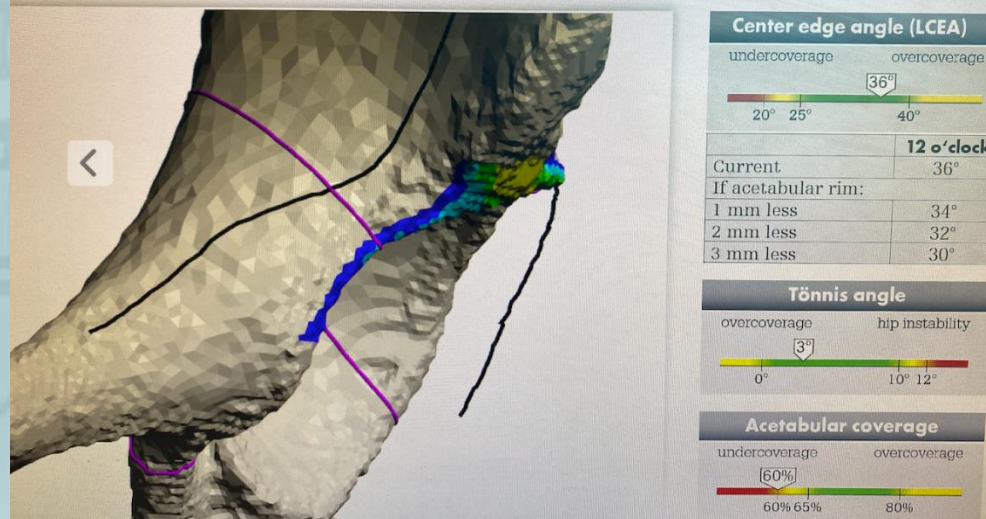 Center edge angle (LCEA)
undercoverage overcoverage
36°
20° 25° 40°
12 o'clock
Current 36°
If acetabular rim:
1 mm less 34°
2 mm less 32°
3 mm less 30°
Tönnis angle
overcoverage hip instability
3°
0° 10° 12°
Acetabular coverage
undercoverage overcoverage
60%
60% 65% 80%